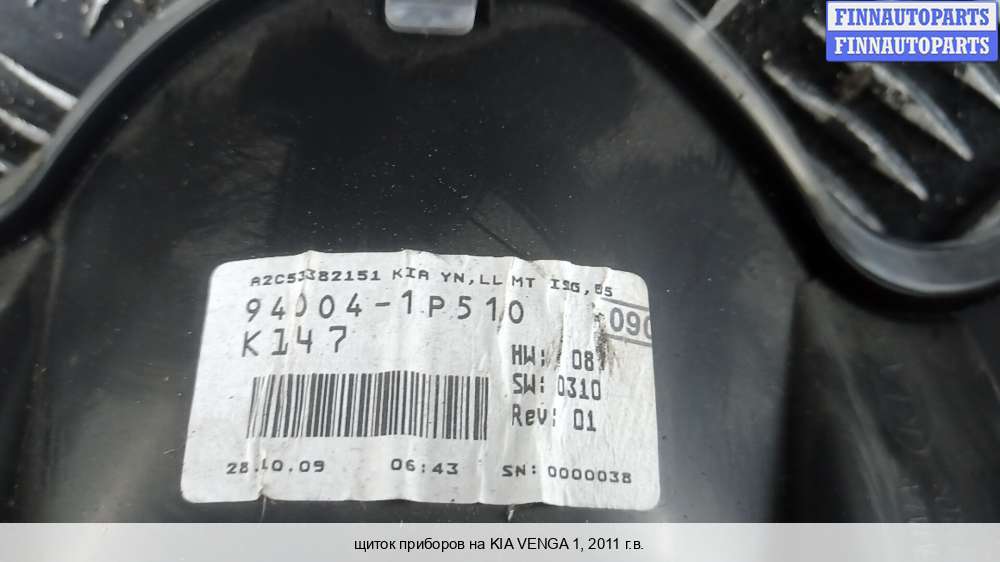 FINNAUTOPARTS
FINNAUTOPARTS
A2C53382151 KIA YN,LL MT ISG,B5
94004-1P510
090
K147
HW: 08
SW: 0310
Rev: 01
28.10.09 06:43 SN: 0000038
щиток приборов на KIA VENGA 1, 2011 г.в.